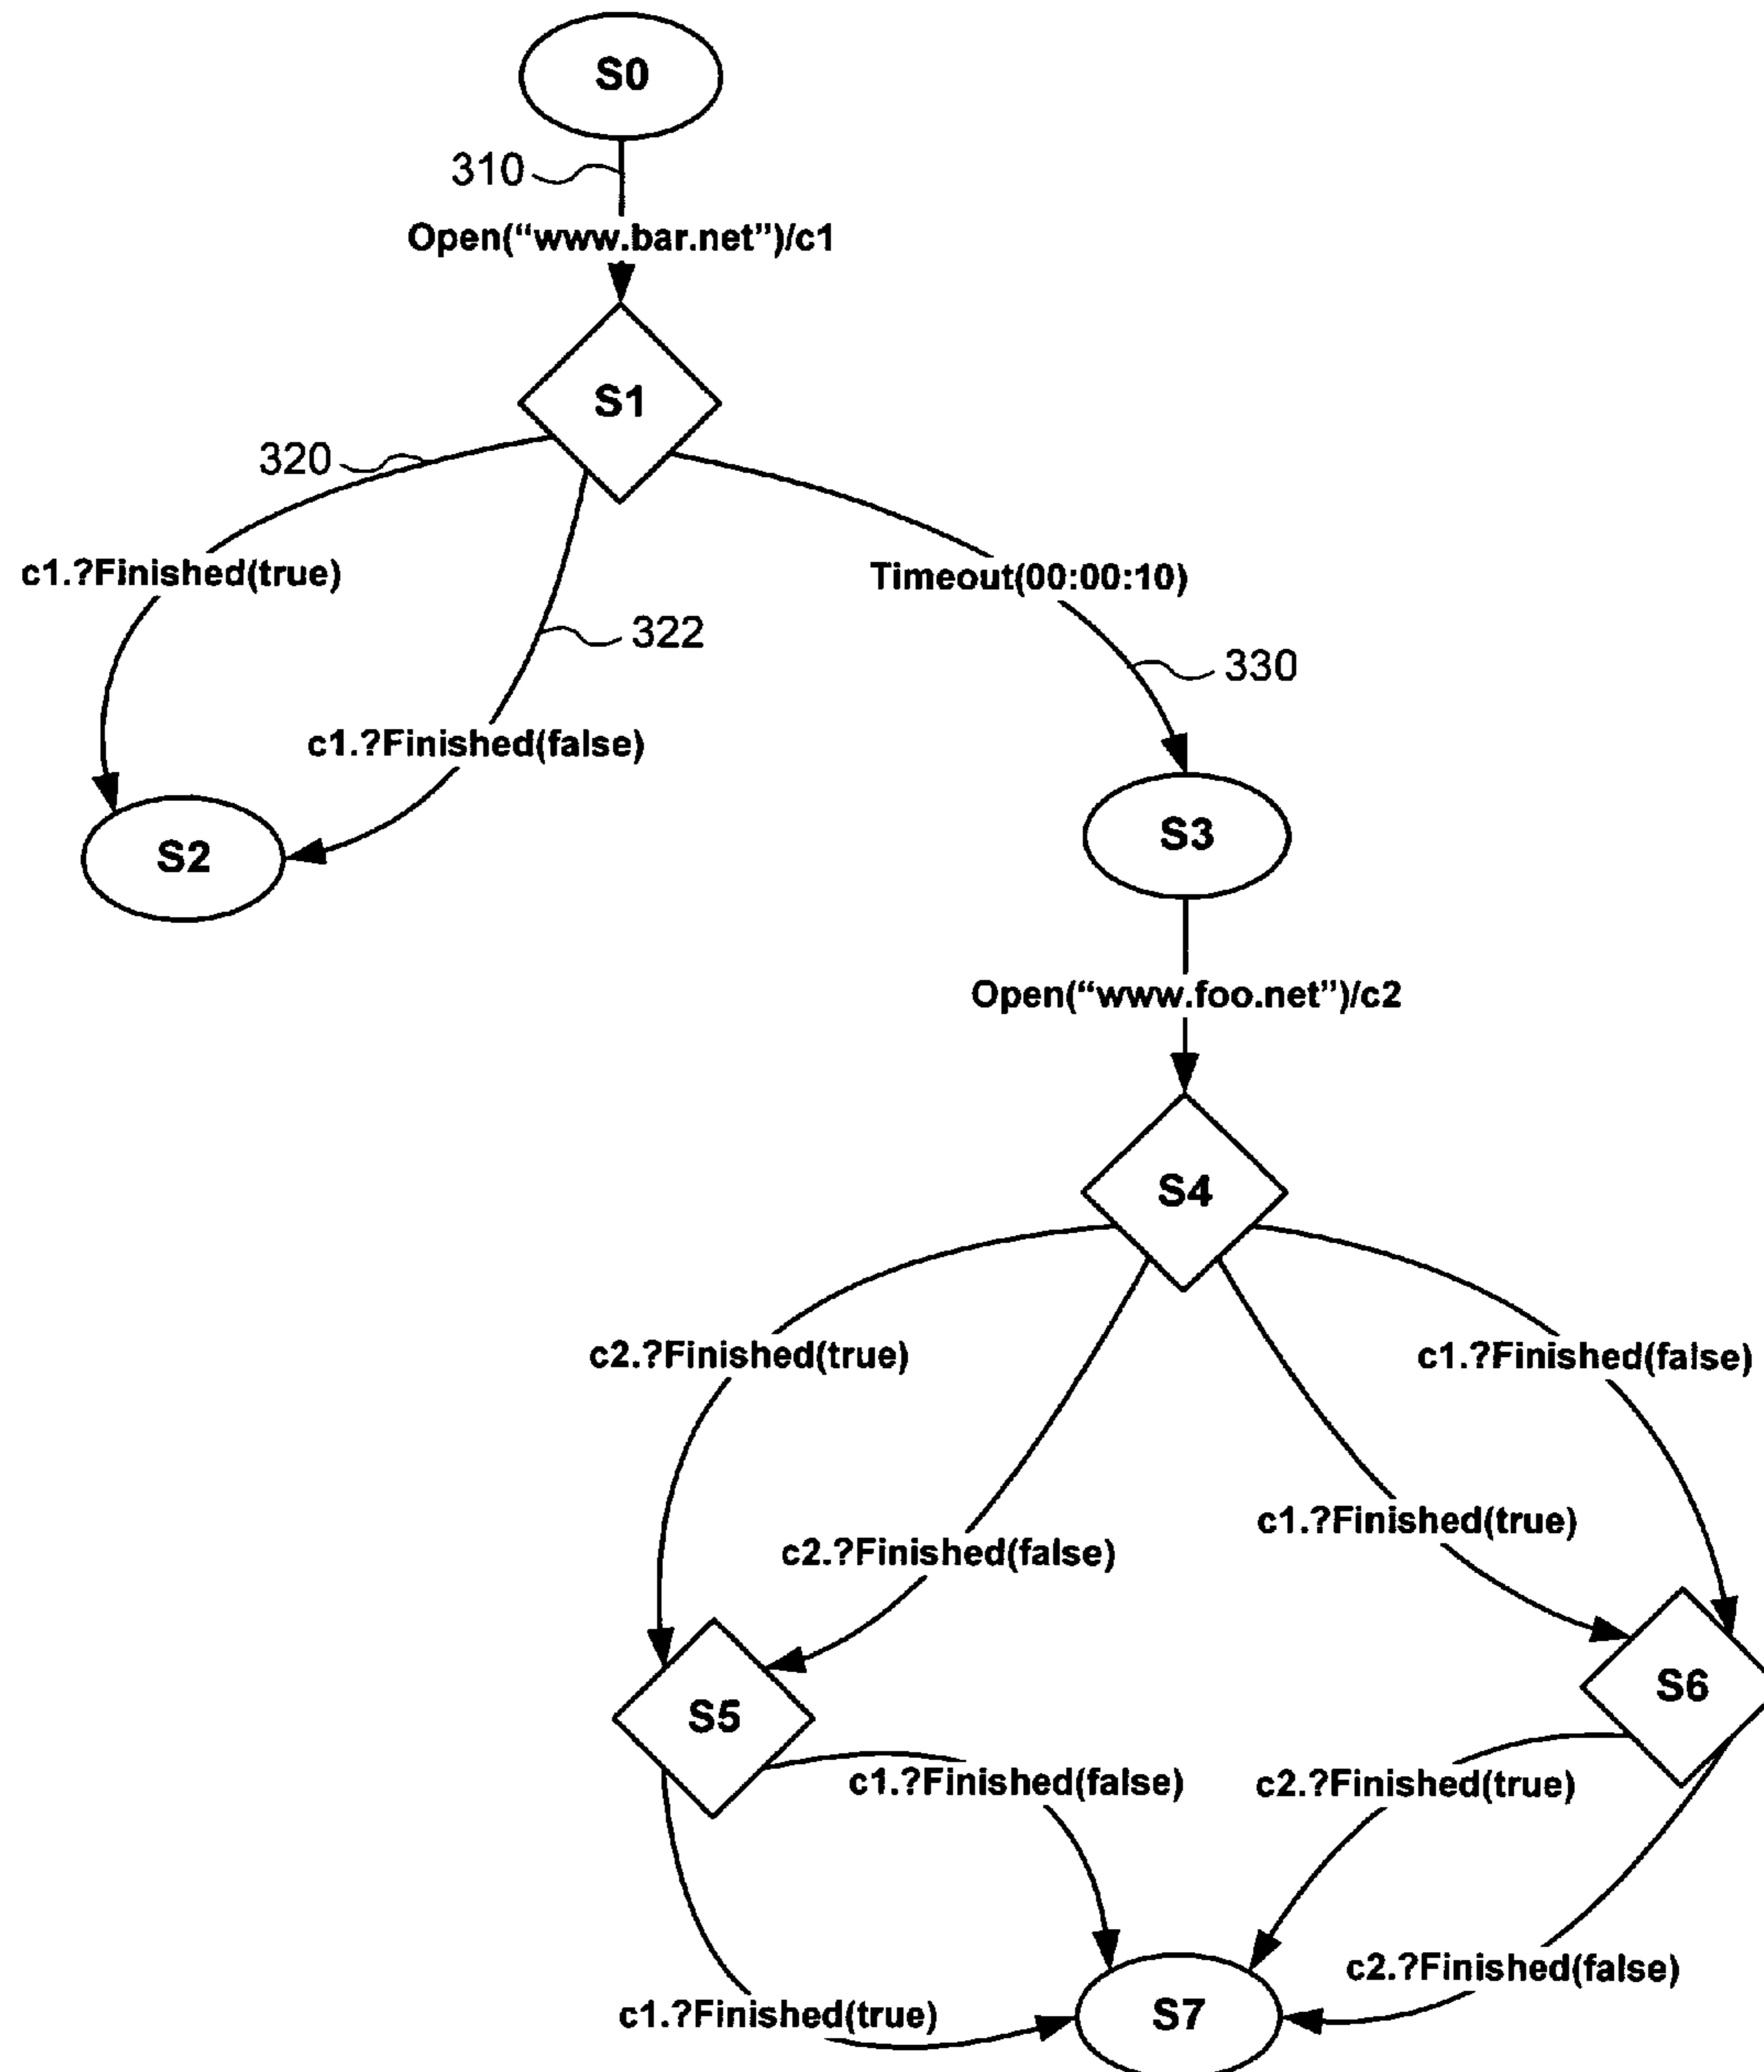 S0
310
Open(“www.bar.net”)/c1
S1
320
c1.?Finished(true)
Timeout(00:00:10)
322
330
c1.?Finished(false)
S2
S3
Open(“www.foo.net”)/c2
S4
c2.?Finished(true)
c1.?Finished(false)
c1.?Finished(true)
c2.?Finished(false)
S5
S6
c1.?Finished(false)
c2.?Finished(true)
c2.?Finished(false)
c1.?Finished(true)
S7